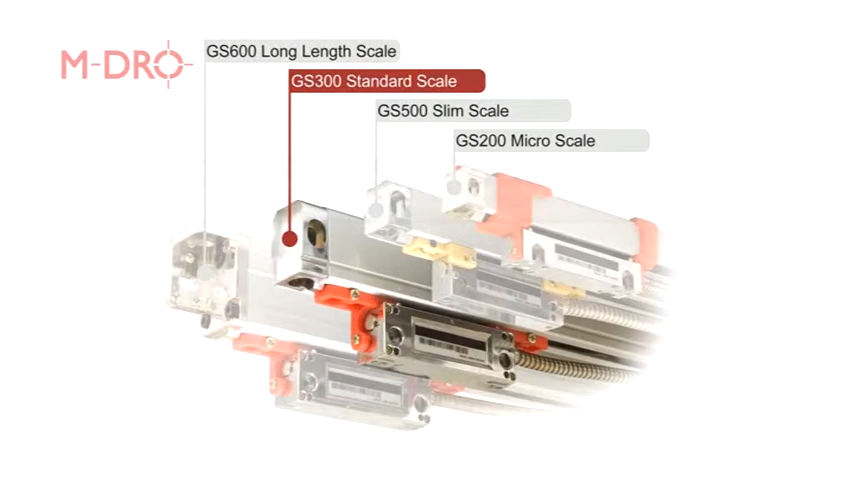 M-DRO
GS600 Long Length Scale
GS300 Standard Scale
GS500 Slim Scale
GS200 Micro Scale